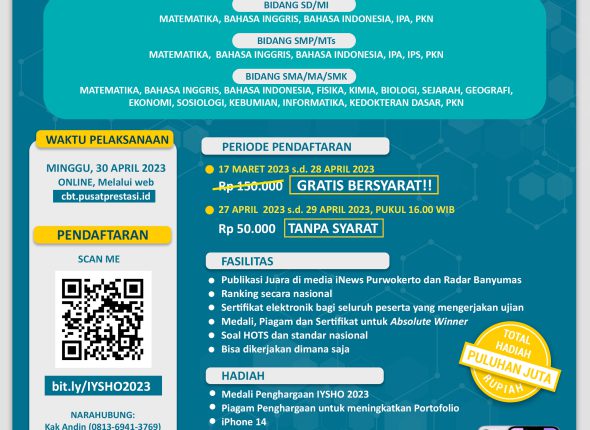 BIDANG SD/MI
MATEMATIKA, BAHASA INGGRIS, BAHASA INDONESIA, IPA, PKN
BIDANG SMP/MTs
MATEMATIKA, BAHASA INGGRIS, BAHASA INDONESIA, IPA, IPS, PKN
BIDANG SMA/MA/SMK
MATEMATIKA, BAHASA INGGRIS, BAHASA INDONESIA, FISIKA, KIMIA, BIOLOGI, SEJARAH, GEOGRAFI,
EKONOMI, SOSIOLOGI, KEBUMIAN, INFORMATIKA, KEDOKTERAN DASAR, PKN
WAKTU PELAKSANAAN
MINGGU, 30 APRIL 2023
ONLINE, Melalui web
cbt.pusatprestasi.id
PENDAFTARAN
SCAN ME
bit.ly/IYSHO2023
NARAHUBUNG:
Kak Andin (0813-6941-3769)
PERIODE PENDAFTARAN
17 MARET 2023 s.d. 28 APRIL 2023
Rp 150.000 GRATIS BERSYARAT!!
27 APRIL 2023 s.d. 29 APRIL 2023, PUKUL 16.00 WIB
Rp 50.000 TANPA SYARAT
FASILITAS
Publikasi Juara di media iNews Purwokerto dan Radar Banyumas
Ranking secara nasional
Sertifikat elektronik bagi seluruh peserta yang mengerjakan ujian
Medali, Piagam dan Sertifikat untuk Absolute Winner
Soal HOTS dan standar nasional
Bisa dikerjakan dimana saja
HADIAH
Medali Penghargaan IYSHO 2023
Piagam Penghargaan untuk meningkatkan Portofolio
iPhone 14
TOTAL
HADIAH
PULUHAN JUTA
RUPIAH